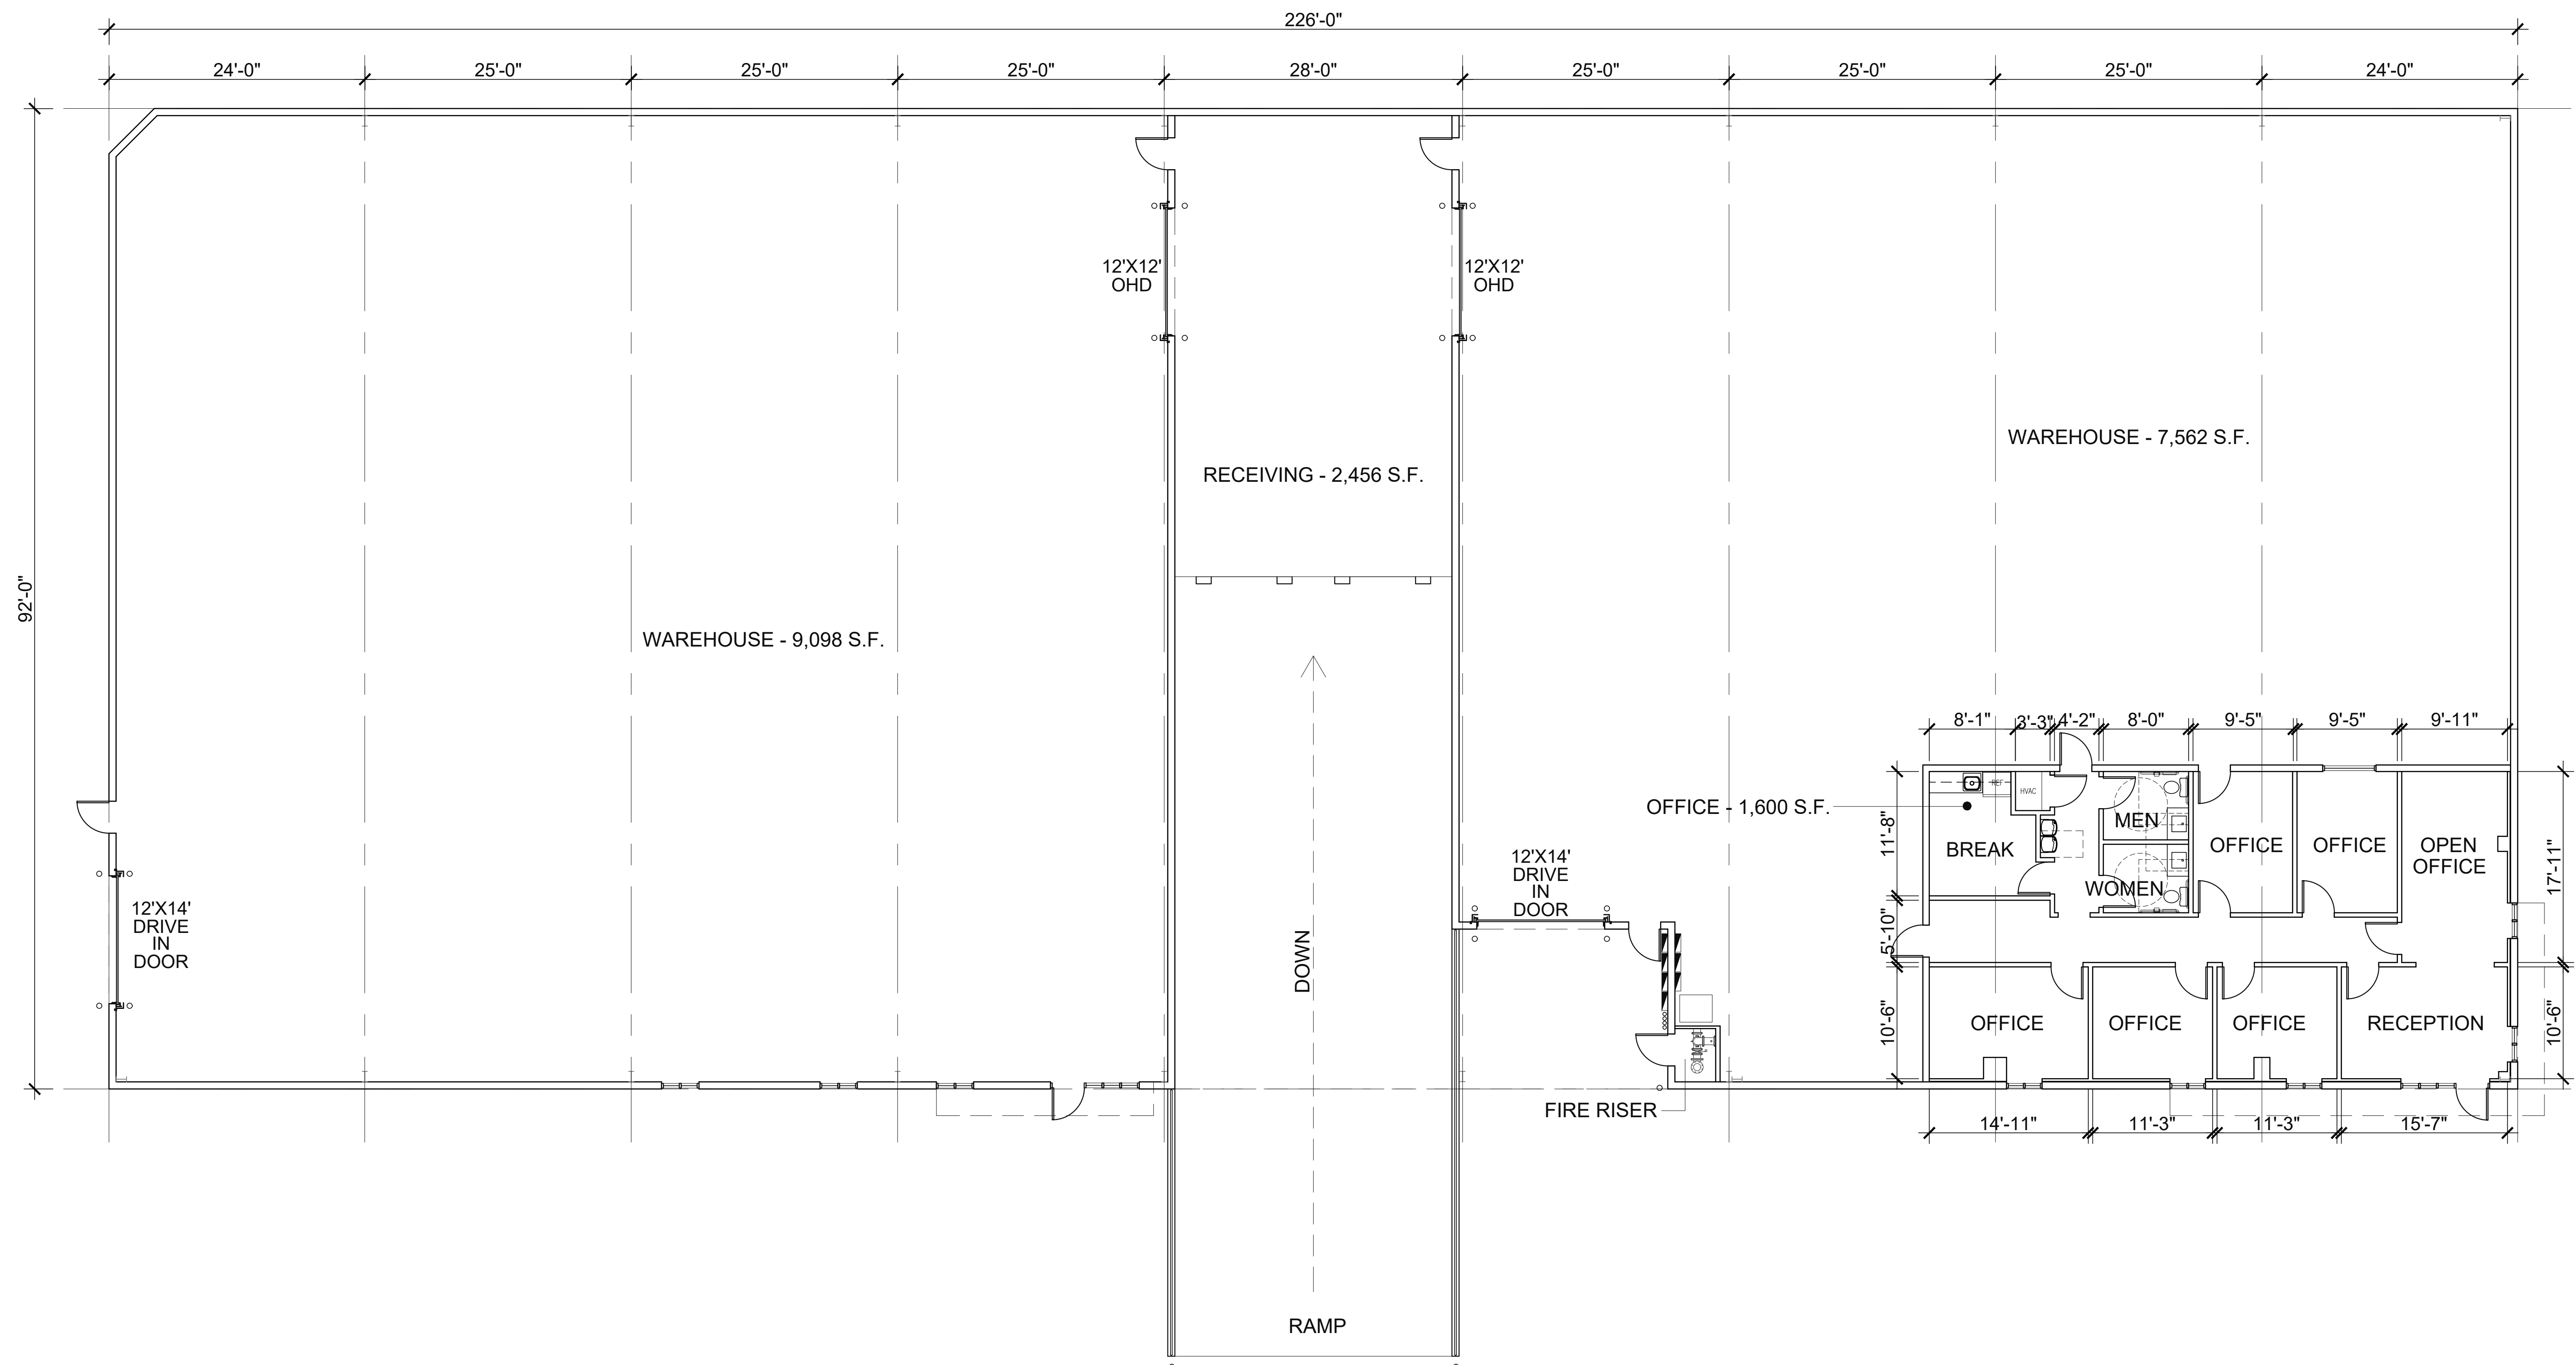 226'-0"
24'-0" 25'-0" 25'-0" 25'-0" 28'-0" 25'-0" 25'-0" 25'-0" 24'-0"
92'-0"
12'X12'
OHD
12'X12'
OHD
WAREHOUSE - 7,562 S.F.
RECEIVING - 2,456 S.F.
WAREHOUSE - 9,098 S.F.
8'-1" 3'-3" 4'-2" 8'-0" 9'-5" 9'-5" 9'-11"
REF
HVAC
OFFICE - 1,600 S.F.
11'-8"
MEN
BREAK
OFFICE
OFFICE
OPEN
OFFICE
17'-11"
WOMEN
12'X14'
DRIVE
IN
DOOR
12'X14'
DRIVE
IN
DOOR
5'-10"
DOWN
10'-6"
OFFICE
OFFICE
OFFICE
RECEPTION
10'-6"
FIRE RISER
14'-11" 11'-3" 11'-3" 15'-7"
RAMP